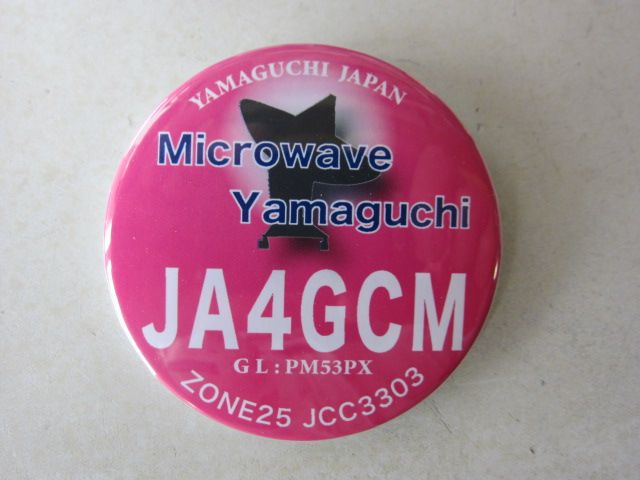 YAMAGUCHI JAPAN
Microwave
Yamaguchi
JA4GCM
GL:PM53PX
ZONE25 JCC3303